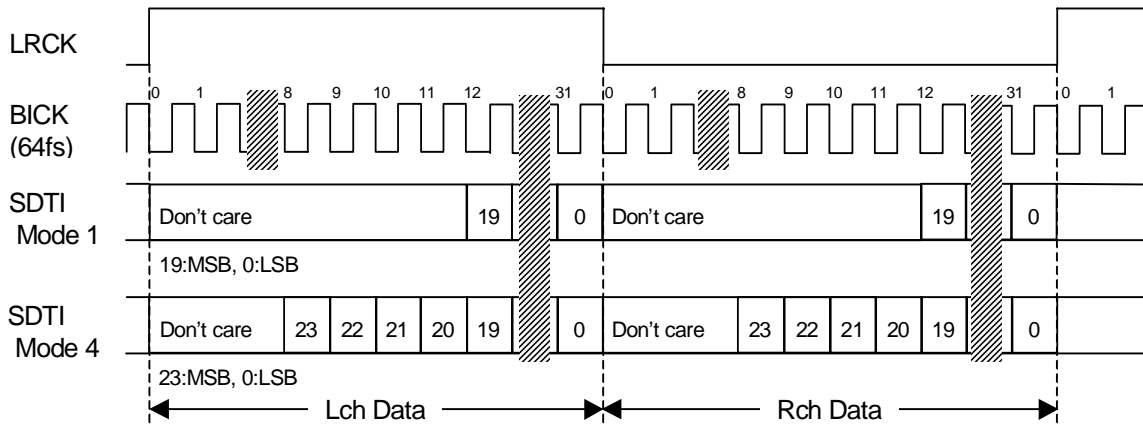 LRCK
0 1 8 9 10 11 12 31 0 1 8 9 10 11 12 31 0 1
BICK
(64fs)
SDTI
Mode 1
Don't care 19 0 Don't care 19 0
19:MSB, 0:LSB
SDTI
Mode 4
Don't care 23 22 21 20 19 0 Don't care 23 22 21 20 19 0
23:MSB, 0:LSB
Lch Data Rch Data